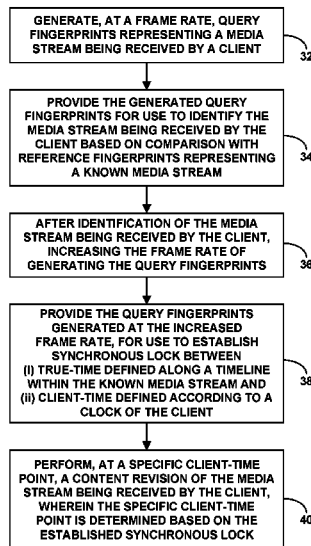 GENERATE, AT A FRAME RATE, QUERY
FINGERPRINTS REPRESENTING A MEDIA
STREAM BEING RECEIVED BY A CLIENT
32
PROVIDE THE GENERATED QUERY
FINGERPRINTS FOR USE TO IDENTIFY THE
MEDIA STREAM BEING RECEIVED BY THE
CLIENT BASED ON COMPARISON WITH
REFERENCE FINGERPRINTS REPRESENTING
A KNOWN MEDIA STREAM
34
AFTER IDENTIFICATION OF THE MEDIA
STREAM BEING RECEIVED BY THE CLIENT,
INCREASING THE FRAME RATE OF
GENERATING THE QUERY FINGERPRINTS
36
PROVIDE THE QUERY FINGERPRINTS
GENERATED AT THE INCREASED
FRAME RATE, FOR USE TO ESTABLISH
SYNCHRONOUS LOCK BETWEEN
(I) TRUE-TIME DEFINED ALONG A TIMELINE
WITHIN THE KNOWN MEDIA STREAM AND
(II) CLIENT-TIME DEFINED ACCORDING TO A
CLOCK OF THE CLIENT
38
PERFORM, AT A SPECIFIC CLIENT-TIME
POINT, A CONTENT REVISION OF THE MEDIA
STREAM BEING RECEIVED BY THE CLIENT,
WHEREIN THE SPECIFIC CLIENT-TIME
POINT IS DETERMINED BASED ON THE
ESTABLISHED SYNCHRONOUS LOCK
40